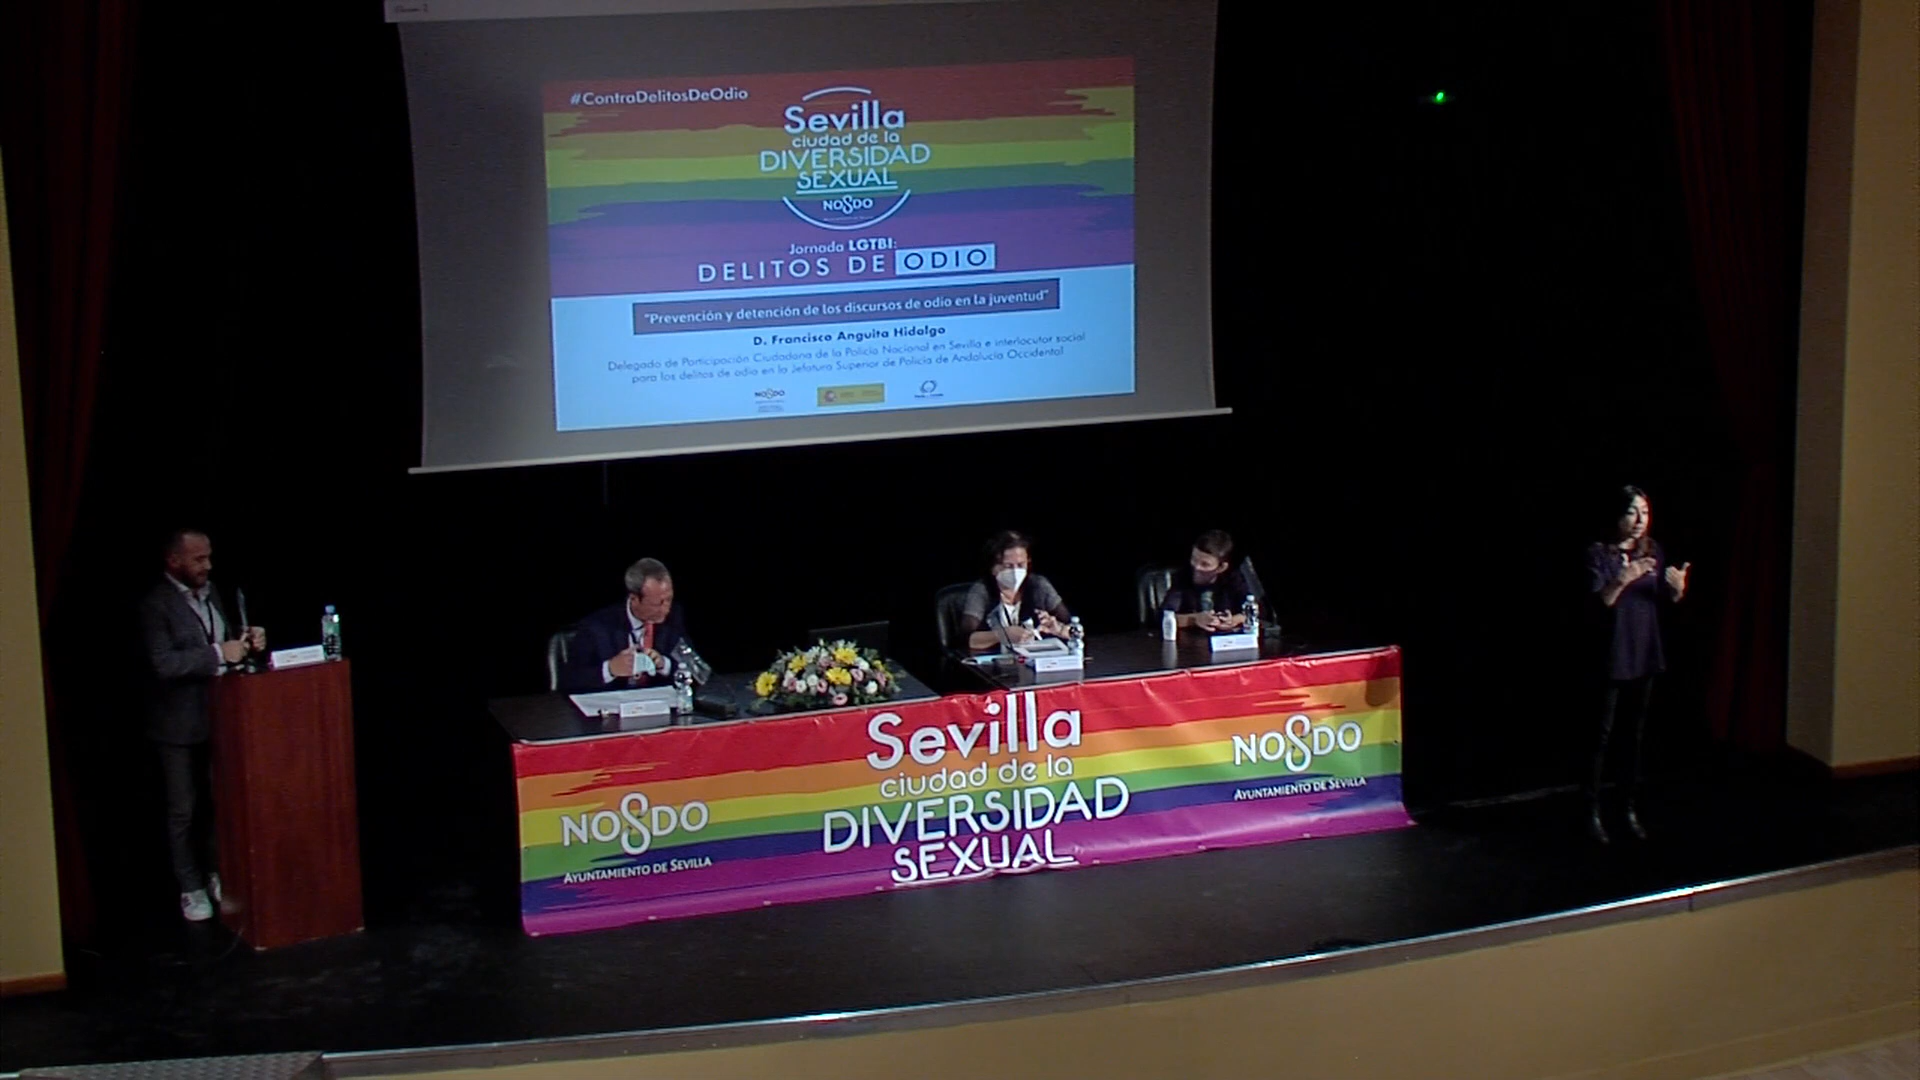 #ContraDelitosDeOdio
Sevilla
ciudad de la
DIVERSIDAD
SEXUAL
NO8DO
Jornada LGTBI:
DELITOS DE ODIO
"Prevención y detención de los discursos de odio en la juventud"
D. Francisco Anguita Hidalgo
Delegado de Participación Ciudadana de la Policía Nacional en Sevilla e interlocutor social
para los delitos de odio en la Jefatura Superior de Policía de Andalucía Occidental
NO8DO
NO8DO
AYUNTAMIENTO DE SEVILLA
Sevilla
ciudad de la
DIVERSIDAD
SEXUAL
NO8DO
AYUNTAMIENTO DE SEVILLA